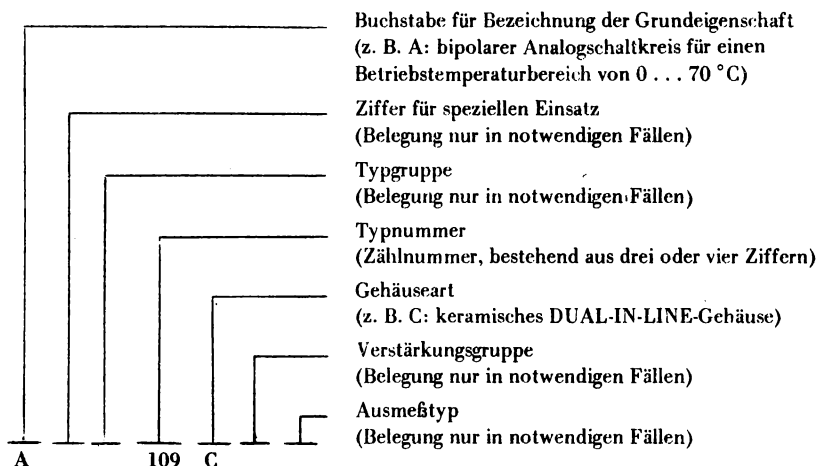 Buchstabe für Bezeichnung der Grundeigenschaft
(z. B. A: bipolarer Analogschaltkreis für einen
Betriebstemperaturbereich von 0 . . . 70 °C)
Ziffer für speziellen Einsatz
(Belegung nur in notwendigen Fällen)
Typgruppe
(Belegung nur in notwendigen Fällen)
Typnummer
(Zählnummer, bestehend aus drei oder vier Ziffern)
Gehäuseart
(z. B. C: keramisches DUAL-IN-LINE-Gehäuse)
Verstärkungsgruppe
(Belegung nur in notwendigen Fällen)
Ausmeßtyp
(Belegung nur in notwendigen Fällen)
A 109 C